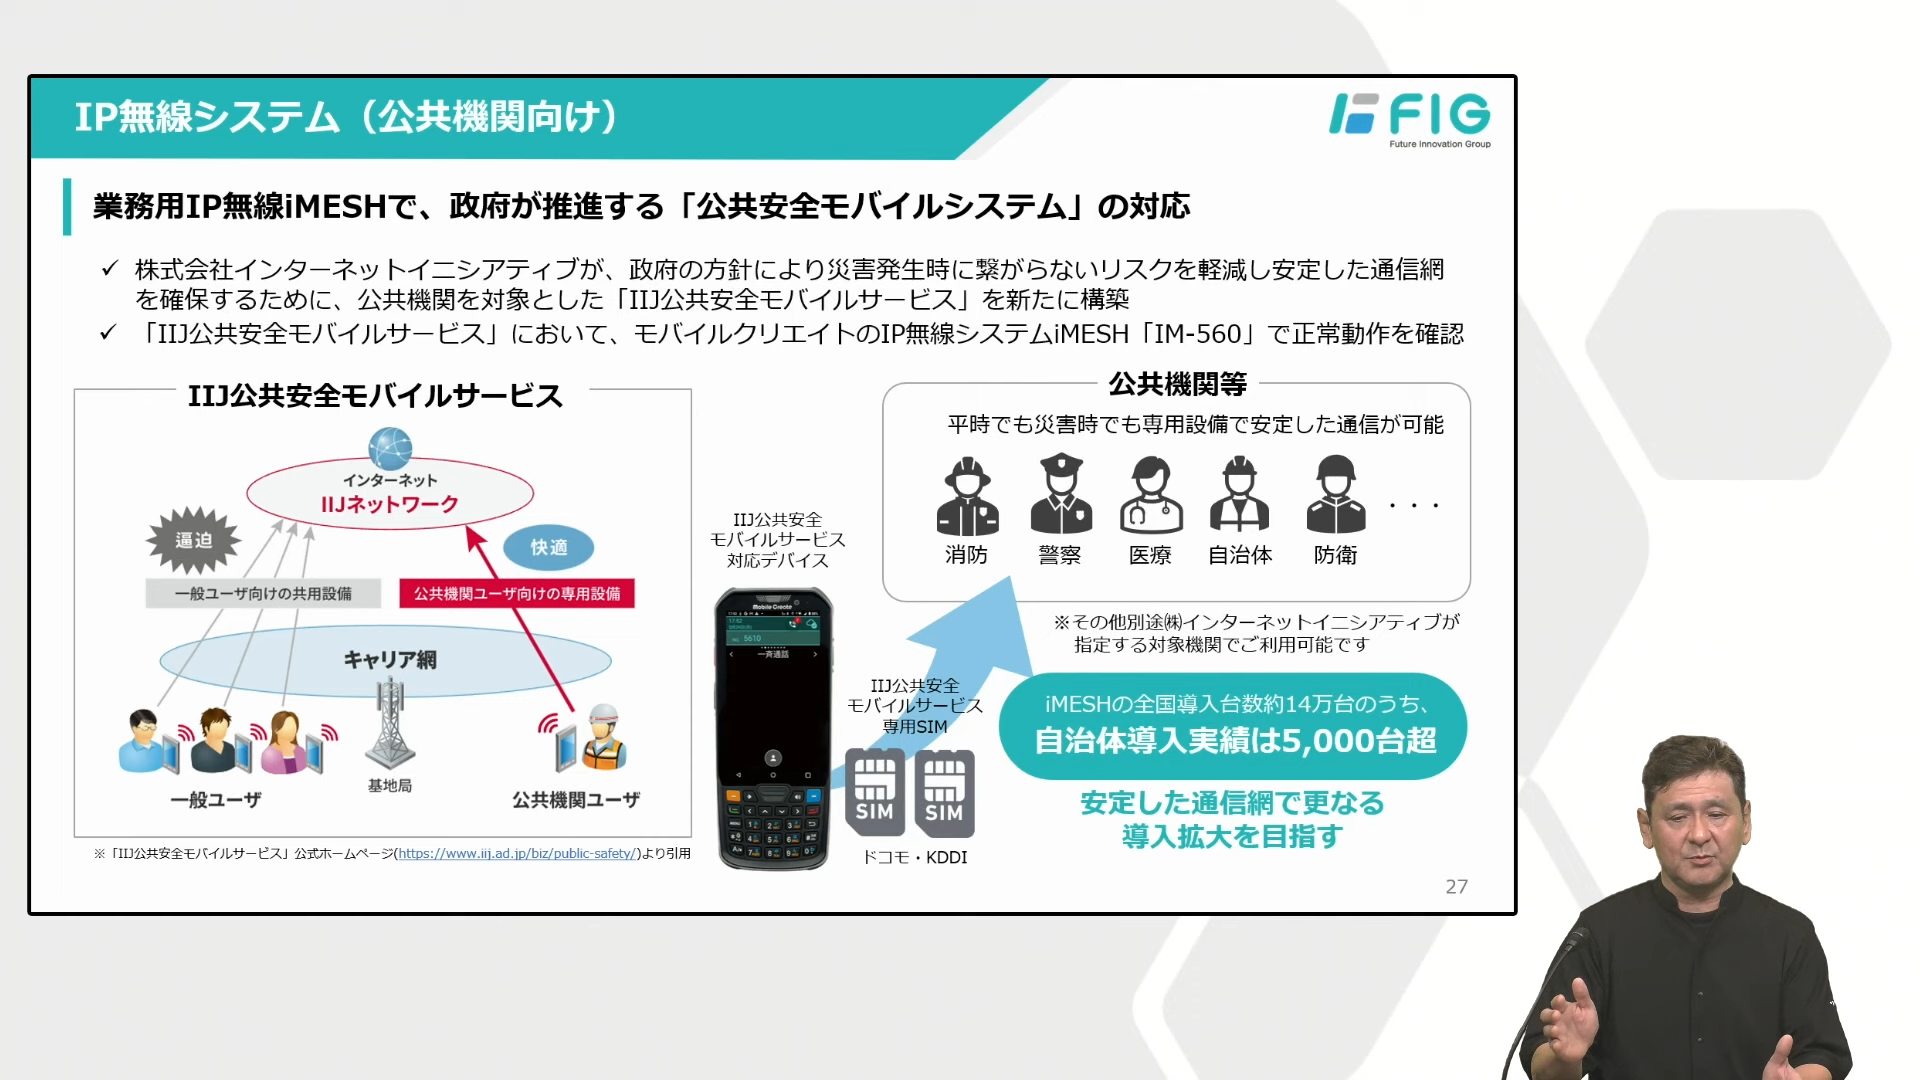 IP無線システム（公共機関向け）
FIG
Future Innovation Group
業務用IP無線iMESHで、政府が推進する「公共安全モバイルシステム」の対応
✓ 株式会社インターネットイニシアティブが、政府の方針により災害発生時に繋がらないリスクを軽減し安定した通信網
を確保するために、公共機関を対象とした「IIJ公共安全モバイルサービス」を新たに構築
✓ 「IIJ公共安全モバイルサービス」において、モバイルクリエイトのIP無線システムiMESH「IM-560」で正常動作を確認
IIJ公共安全モバイルサービス
インターネット
IIJネットワーク
逼迫
快適
一般ユーザ向けの共用設備
公共機関ユーザ向けの専用設備
キャリア網
基地局
一般ユーザ
公共機関ユーザ
※「IIJ公共安全モバイルサービス」公式ホームページ(https://www.iij.ad.jp/biz/public-safety/)より引用
IIJ公共安全
モバイルサービス
対応デバイス
Mobile Create
5610
一斉通話
IIJ公共安全
モバイルサービス
専用SIM
SIM
SIM
ドコモ・KDDI
公共機関等
平時でも災害時でも専用設備で安定した通信が可能
消防
警察
医療
自治体
防衛
・・・
※その他別途㈱インターネットイニシアティブが
指定する対象機関でご利用可能です
iMESHの全国導入台数約14万台のうち、
自治体導入実績は5,000台超
安定した通信網で更なる
導入拡大を目指す
27